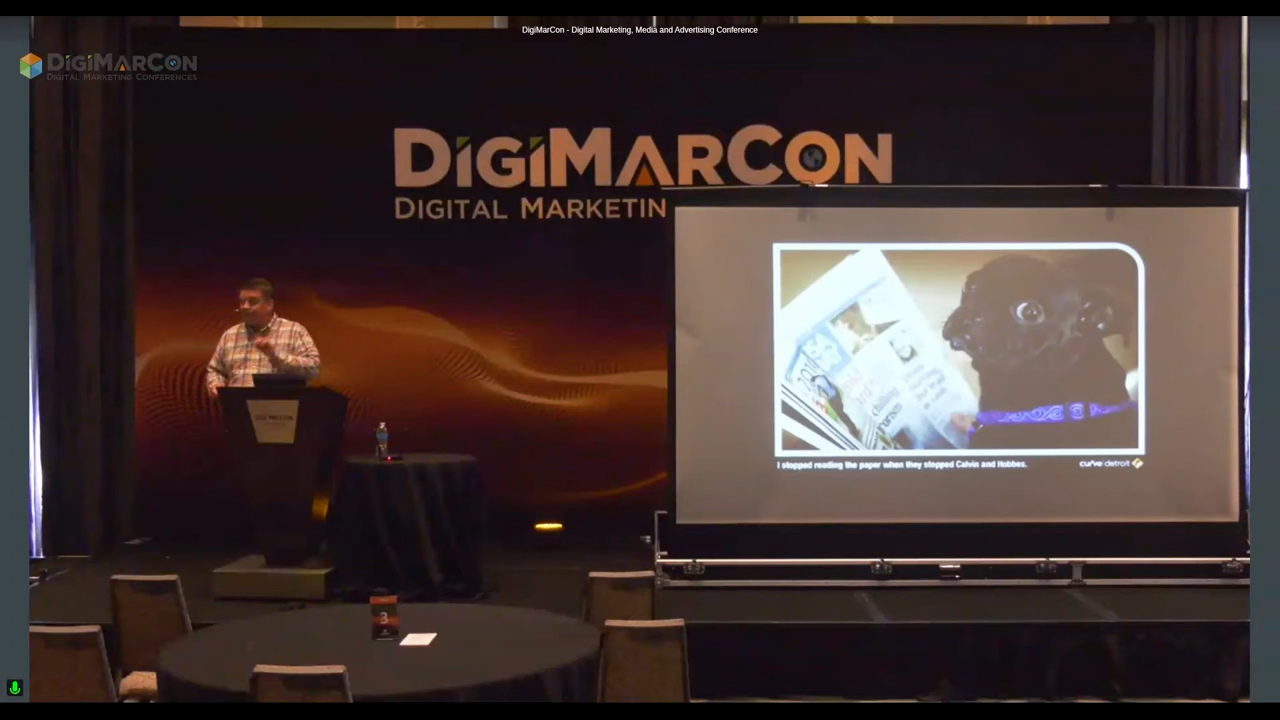 DigiMarCon - Digital Marketing, Media and Advertising Conference
DIGIMARCON
DIGITAL MARKETING CONFERENCES
DIGIMARCON
DIGITAL MARKETIN
I stopped reading the paper when they stopped Calvin and Hobbes.
curve detroit
3